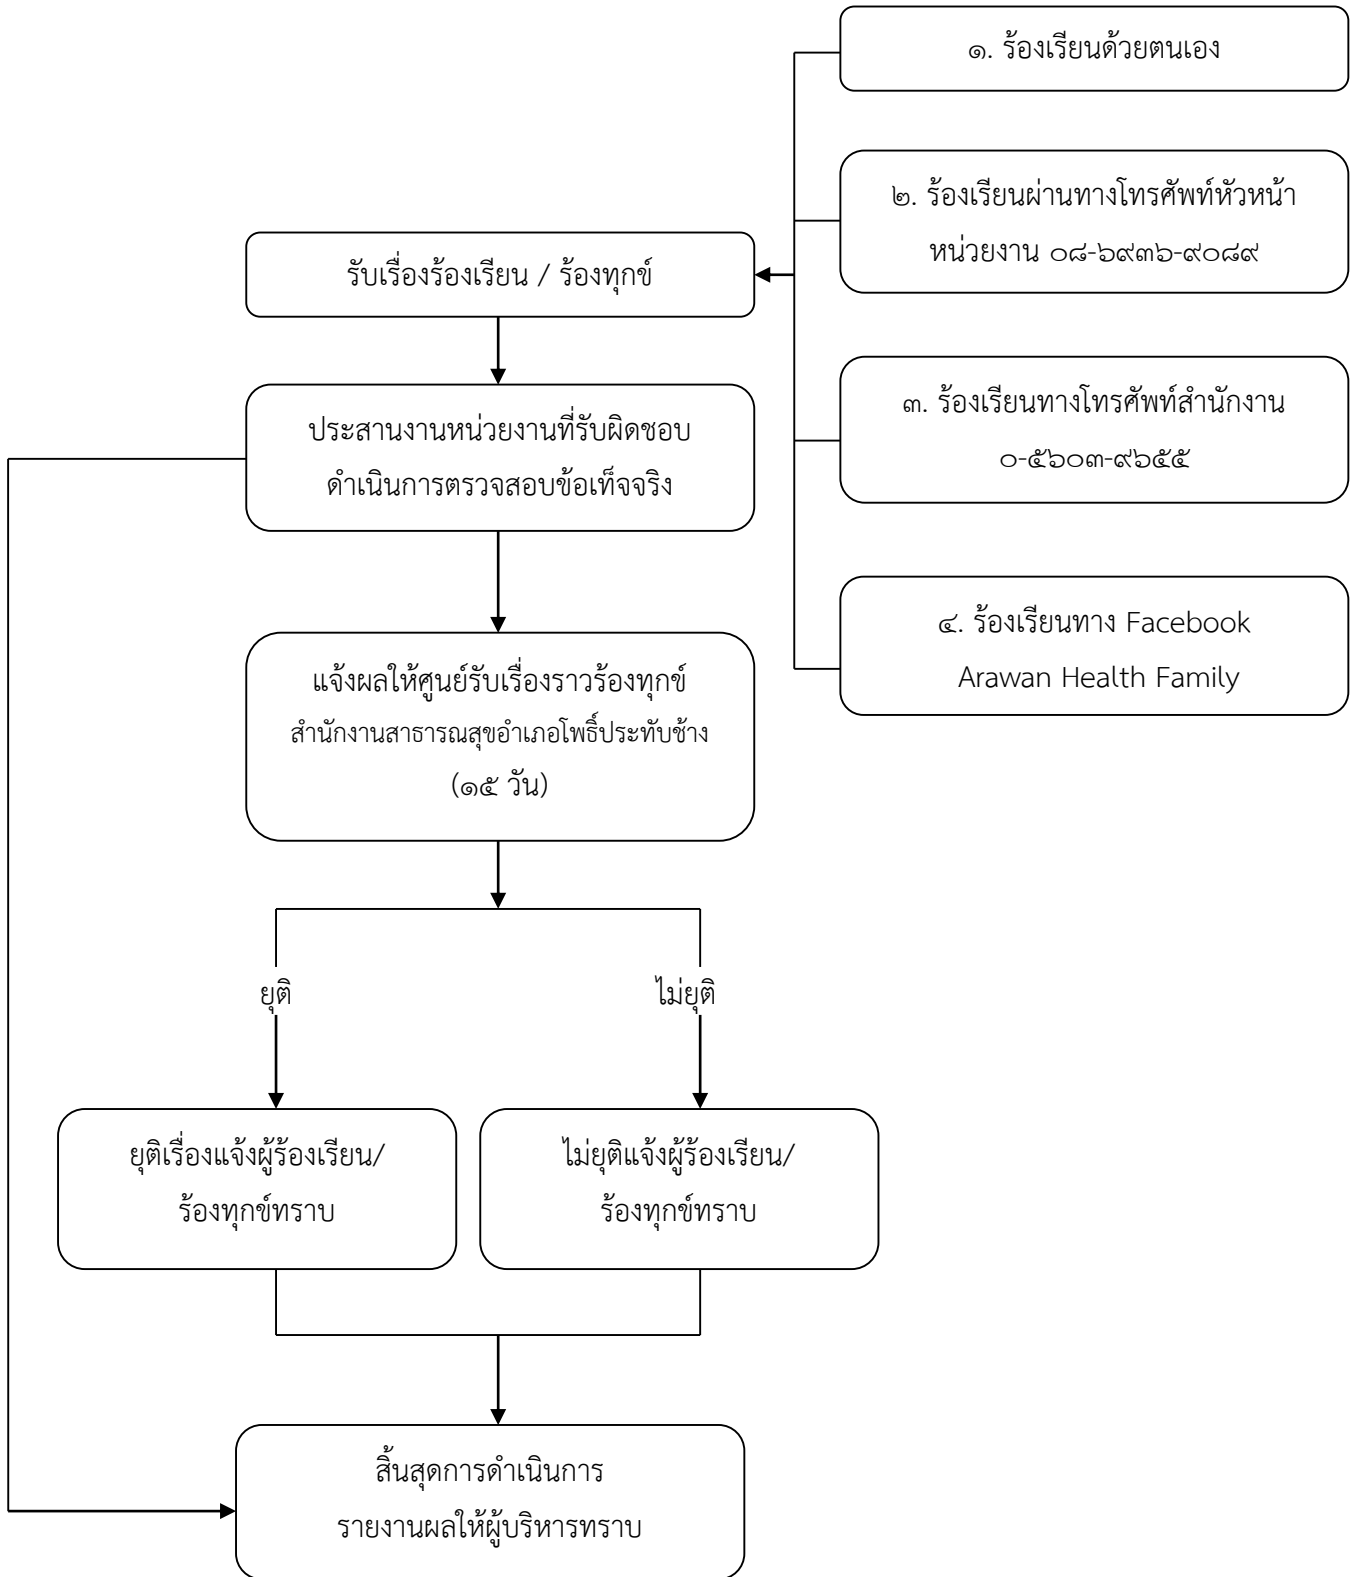 ๑. ร้องเรียนด้วยตนเอง
๒. ร้องเรียนผ่านทางโทรศัพท์หัวหน้า
หน่วยงาน ๐๘-๖๙๓๖-๙๐๘๙
รับเรื่องร้องเรียน / ร้องทุกข์
๓. ร้องเรียนทางโทรศัพท์สำนักงาน
๐-๕๖๐๓-๙๖๕๕
ประสานงานหน่วยงานที่รับผิดชอบ
ดำเนินการตรวจสอบข้อเท็จจริง
๔. ร้องเรียนทาง Facebook
Arawan Health Family
แจ้งผลให้ศูนย์รับเรื่องราวร้องทุกข์
สำนักงานสาธารณสุขอำเภอโพธิ์ประทับช้าง
(๑๕ วัน)
ยุติ
ไม่ยุติ
ยุติเรื่องแจ้งผู้ร้องเรียน/
ร้องทุกข์ทราบ
ไม่ยุติแจ้งผู้ร้องเรียน/
ร้องทุกข์ทราบ
สิ้นสุดการดำเนินการ
รายงานผลให้ผู้บริหารทราบ